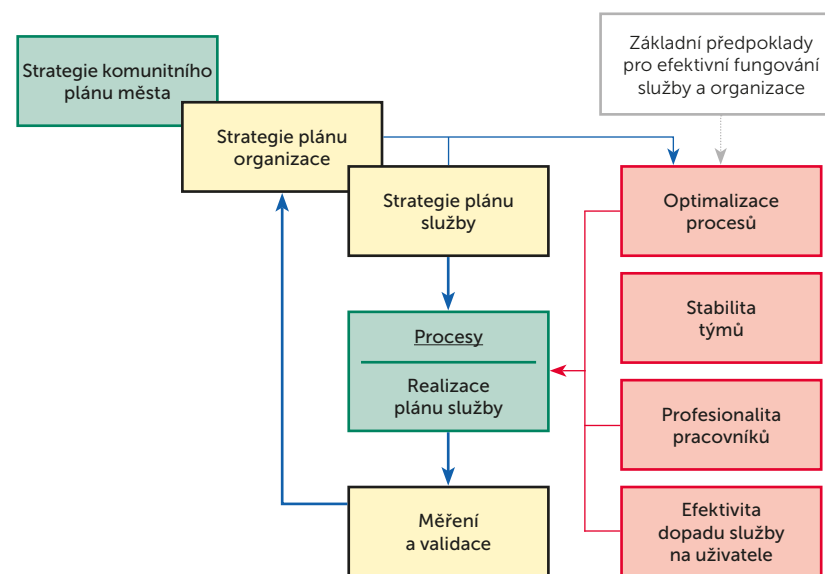 Strategie komunitního
plánu města
Základní předpoklady
pro efektivní fungování
služby a organizace
Strategie plánu
organizace
Strategie plánu
služby
Optimalizace
procesů
Stabilita
týmů
Procesy
Realizace
plánu služby
Profesionalita
pracovníků
Měření
a validace
Efektivita
dopadu služby
na uživatele